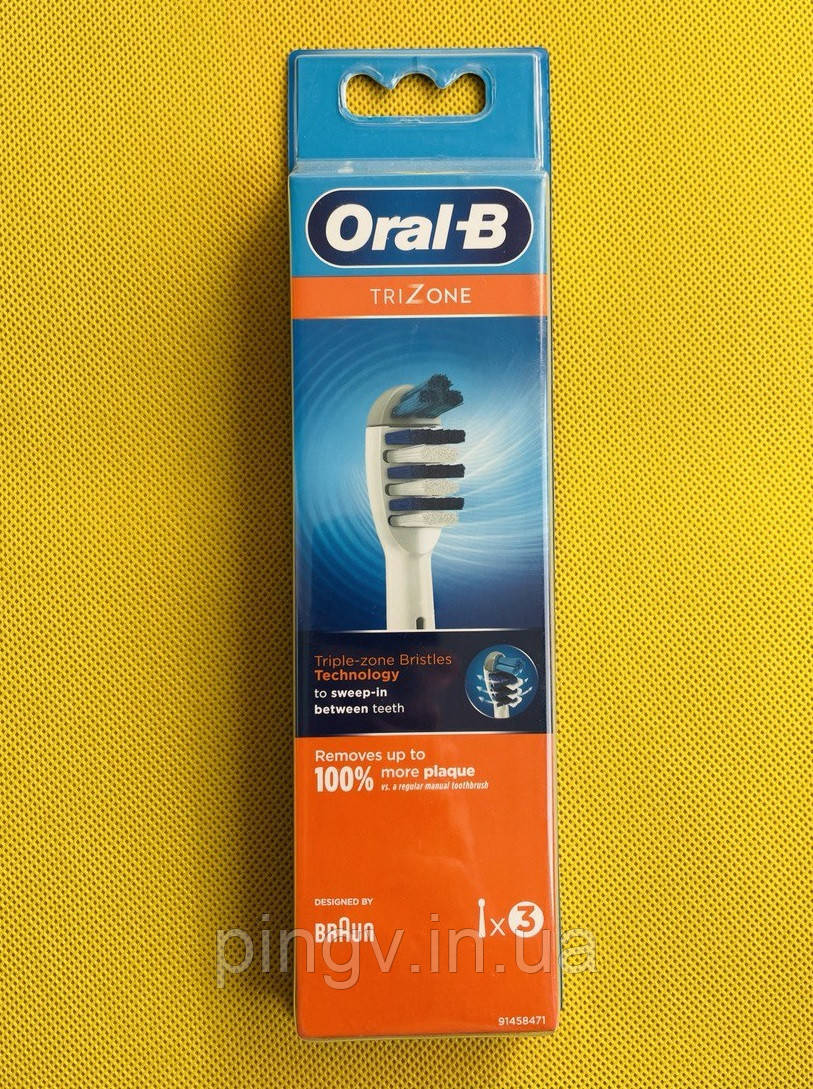 Oral-B
TRIZONE
Triple-zone Bristles
Technology
to sweep-in
between teeth
Removes up to
100% more plaque
vs. a regular manual toothbrush
DESIGNED BY
BRAUN
x 3
pingv.in.ua
91458471